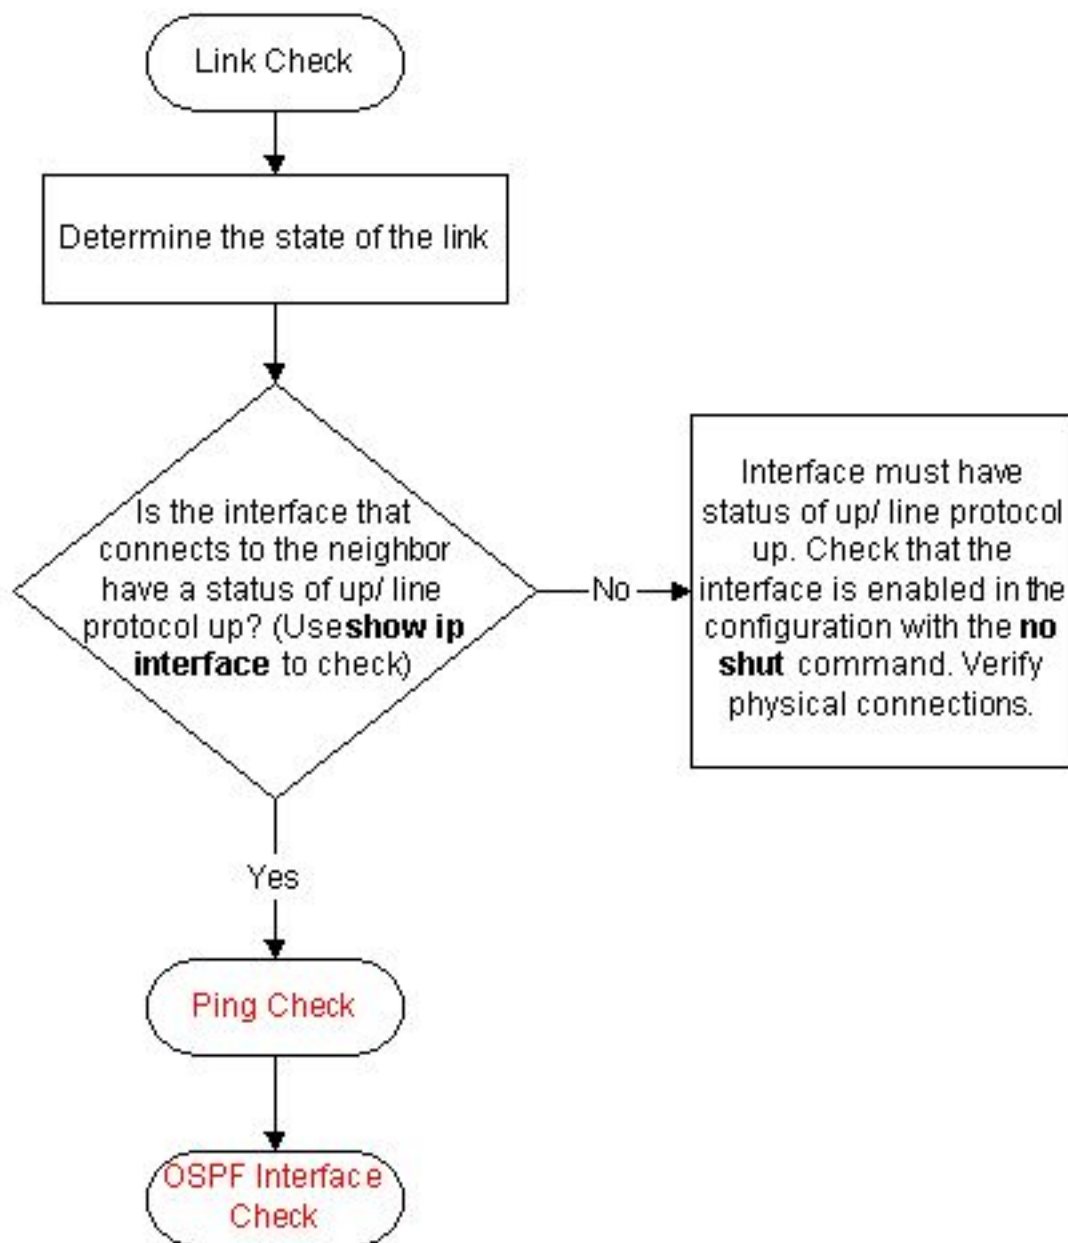 Link Check
Determine the state of the link
Is the interface that
connects to the neighbor
have a status of up/ line
protocol up? (Use show ip
interface to check)
No
Interface must have
status of up/ line protocol
up. Check that the
interface is enabled in the
configuration with the no
shut command. Verify
physical connections.
Yes
Ping Check
OSPF Interface
Check